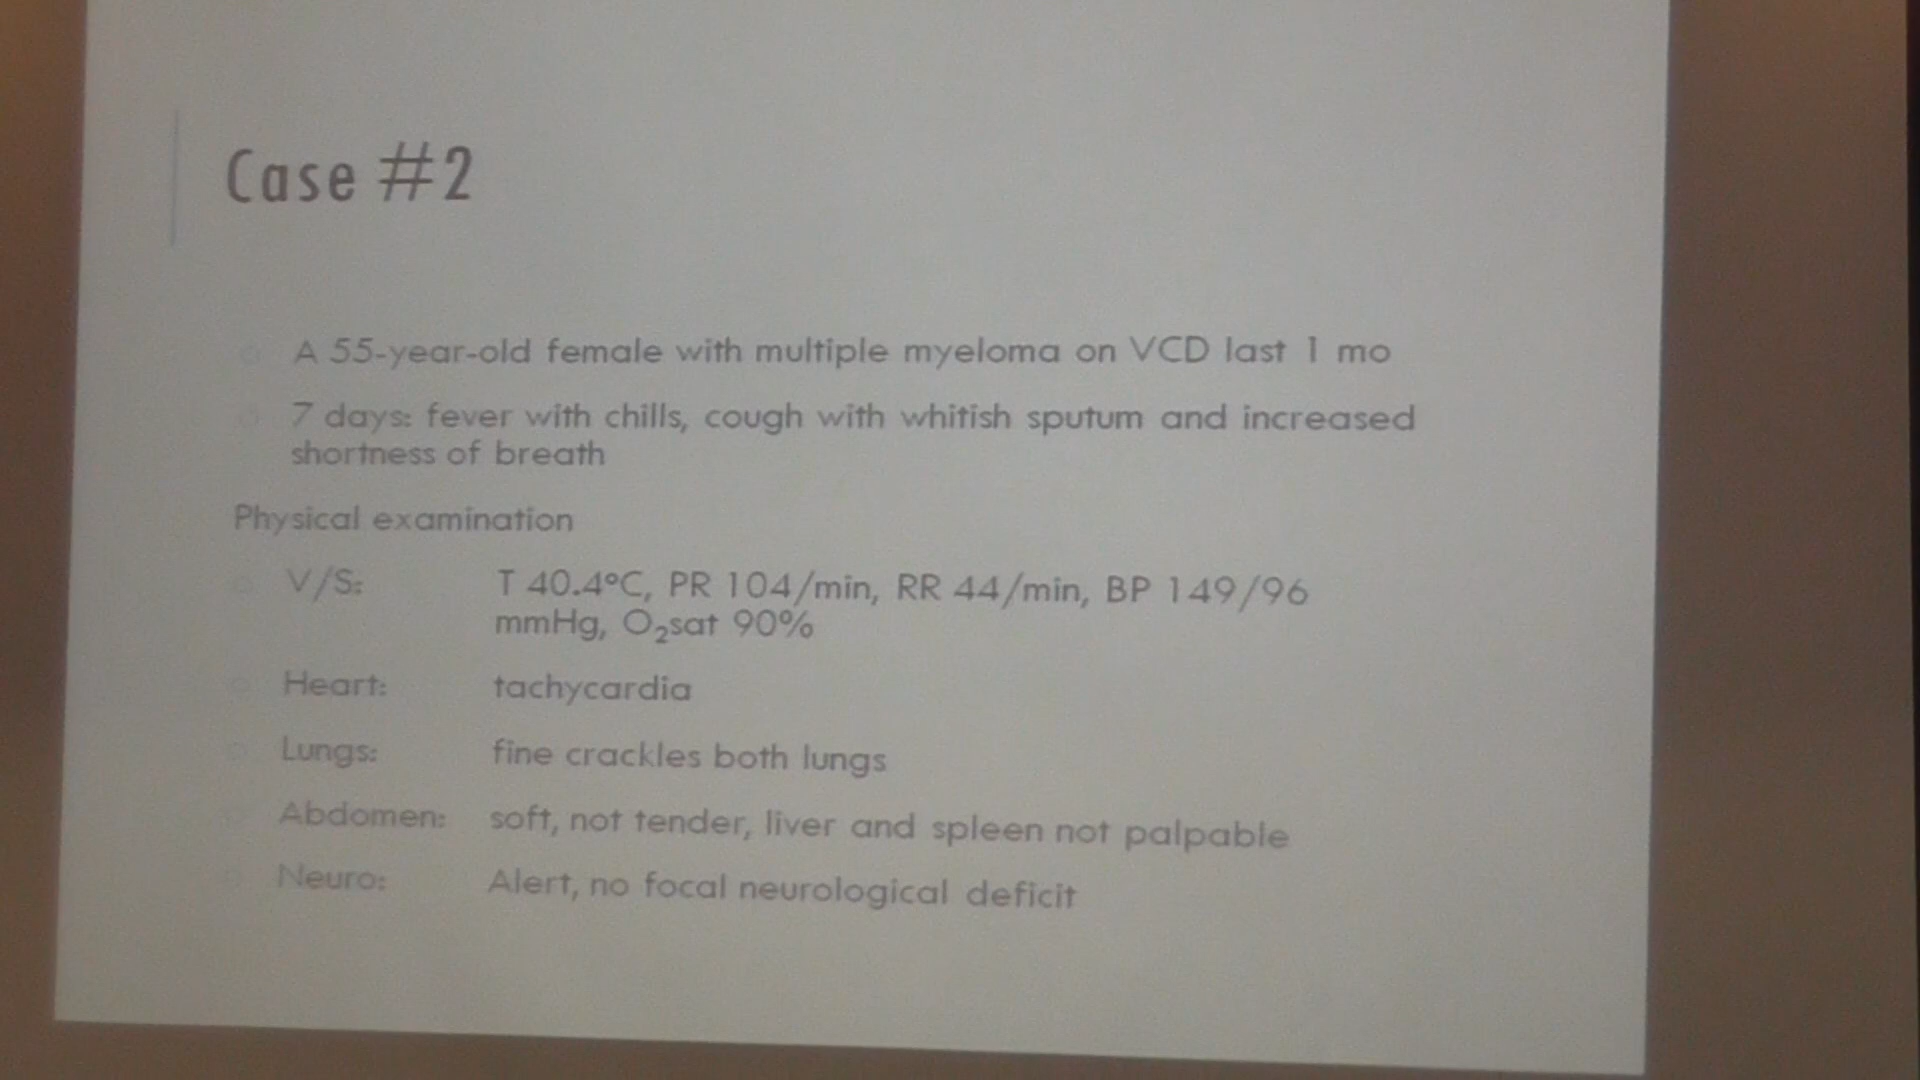 Case #2
A 55-year-old female with multiple myeloma on VCD last 1 mo
7 days: fever with chills, cough with whitish sputum and increased
shortness of breath
Physical examination
V/S: T 40.4°C, PR 104/min, RR 44/min, BP 149/96
mmHg, O₂sat 90%
Heart: tachycardia
Lungs: fine crackles both lungs
Abdomen: soft, not tender, liver and spleen not palpable
Neuro: Alert, no focal neurological deficit